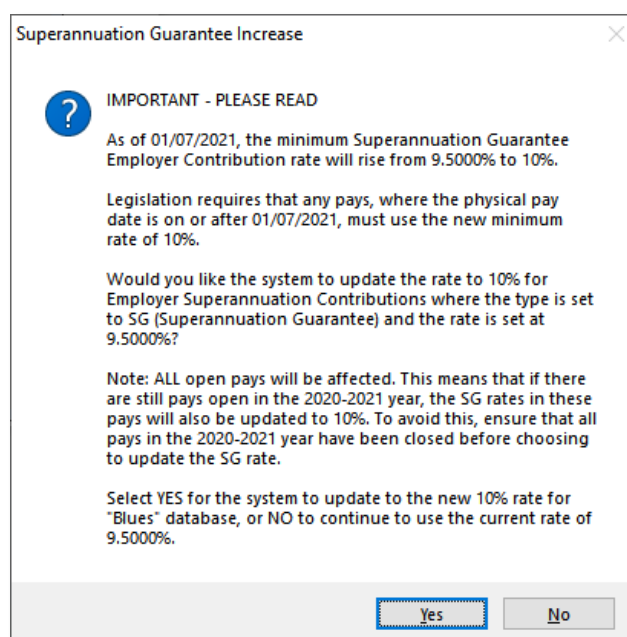 Superannuation Guarantee Increase
IMPORTANT - PLEASE READ
As of 01/07/2021, the minimum Superannuation Guarantee
Employer Contribution rate will rise from 9.5000% to 10%.
Legislation requires that any pays, where the physical pay
date is on or after 01/07/2021, must use the new minimum
rate of 10%.
Would you like the system to update the rate to 10% for
Employer Superannuation Contributions where the type is set
to SG (Superannuation Guarantee) and the rate is set at
9.5000%?
Note: ALL open pays will be affected. This means that if there
are still pays open in the 2020-2021 year, the SG rates in these
pays will also be updated to 10%. To avoid this, ensure that all
pays in the 2020-2021 year have been closed before choosing
to update the SG rate.
Select YES for the system to update to the new 10% rate for
"Blues" database, or NO to continue to use the current rate of
9.5000%.
Yes
No